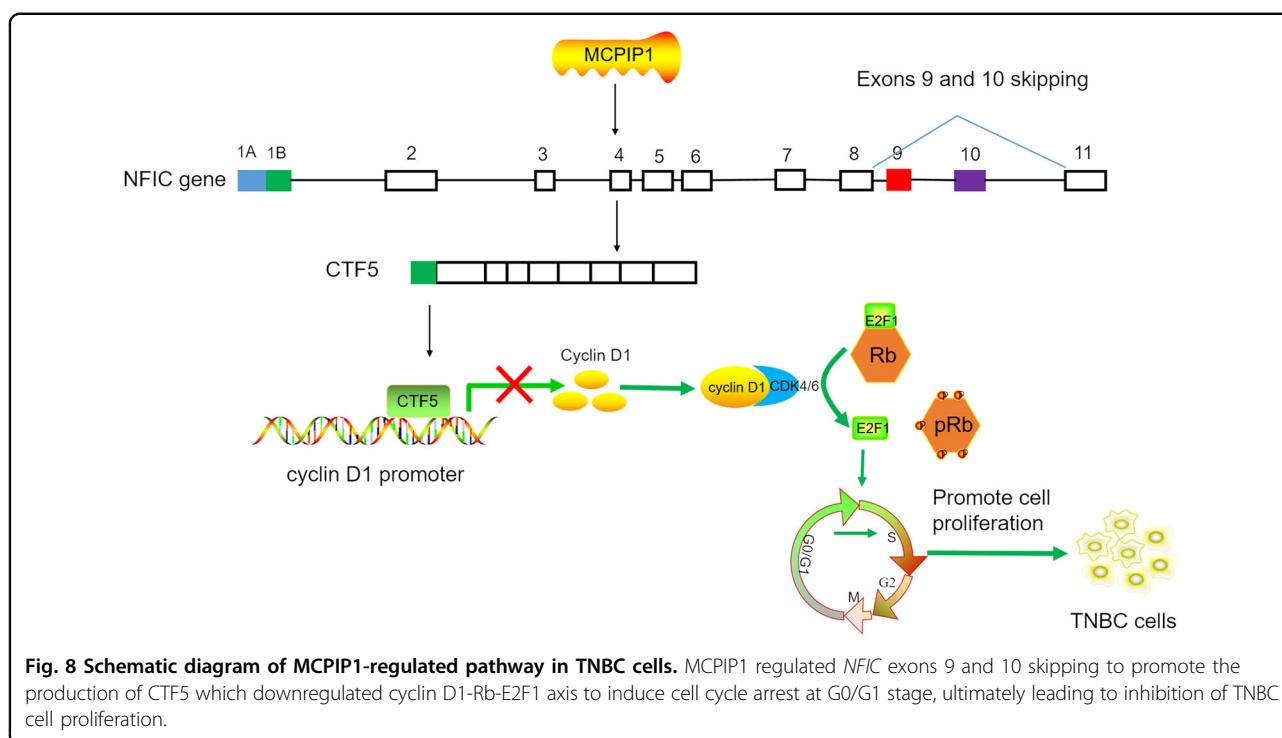 MCPIP1
Exons 9 and 10 skipping
1A 1B 2 3 4 5 6 7 8 9 10 11
NFIC gene
CTF5
E2F1
Rb
Cyclin D1
cyclin D1 CDK4/6
CTF5
E2F1
pRb
P P P P P P
cyclin D1 promoter
Promote cell
proliferation
G0/G1
S
G2
M
TNBC cells
Fig. 8 Schematic diagram of MCPIP1-regulated pathway in TNBC cells. MCPIP1 regulated NFIC exons 9 and 10 skipping to promote the
production of CTF5 which downregulated cyclin D1-Rb-E2F1 axis to induce cell cycle arrest at G0/G1 stage, ultimately leading to inhibition of TNBC
cell proliferation.